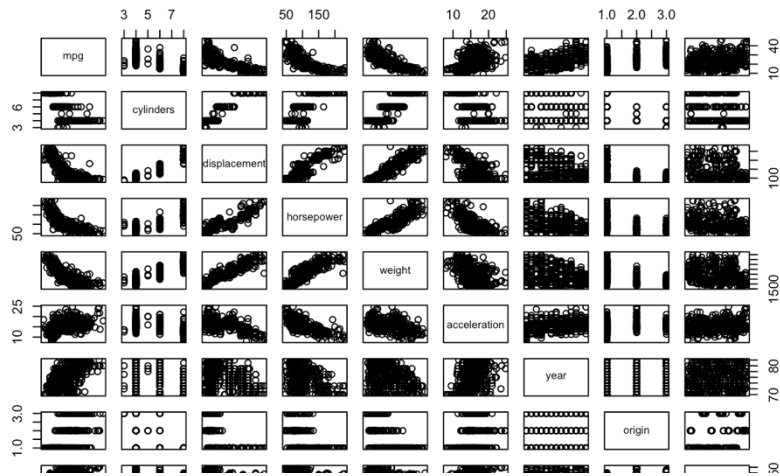 3 5 7 50 150 10 20 1.0 2.0 3.0
mpg 10 40
3 6 cylinders
displacement 100
50 horsepower
weight 1500
10 25 acceleration
year 70 80
1.0 3.0 origin